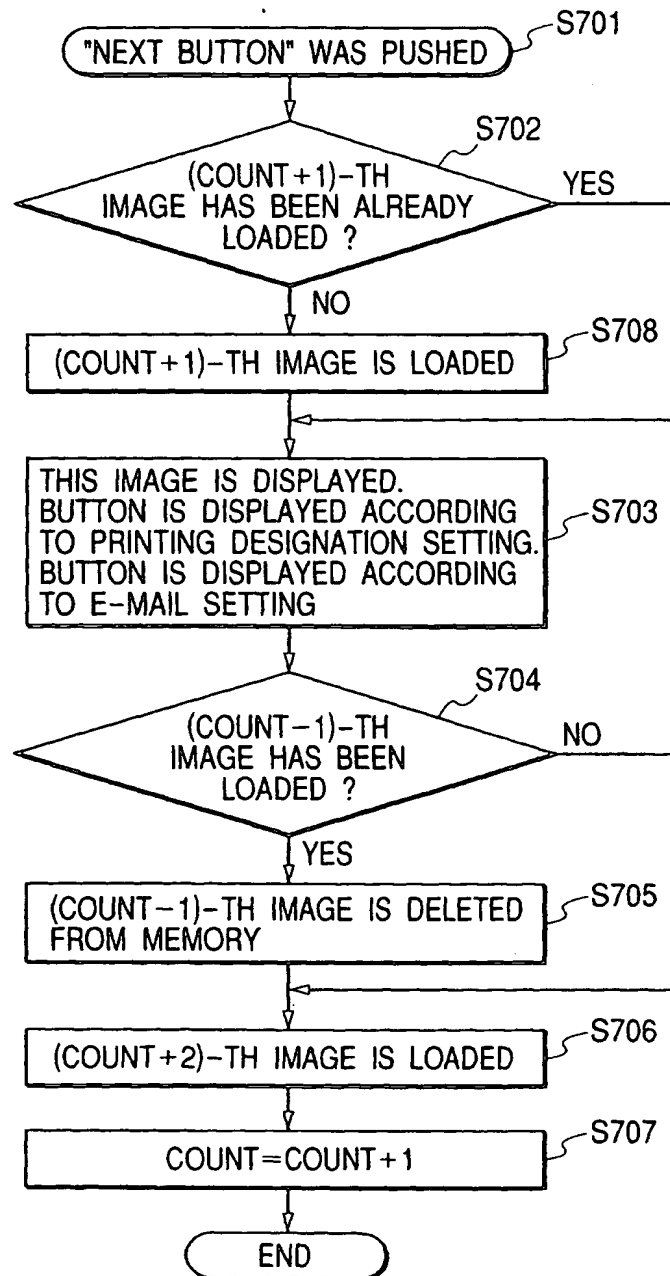 "NEXT BUTTON" WAS PUSHED
S701
S702
(COUNT+1)-TH
IMAGE HAS BEEN ALREADY
LOADED ?
YES
NO
S708
(COUNT+1)-TH IMAGE IS LOADED
THIS IMAGE IS DISPLAYED.
BUTTON IS DISPLAYED ACCORDING
TO PRINTING DESIGNATION SETTING.
BUTTON IS DISPLAYED ACCORDING
TO E-MAIL SETTING
S703
S704
(COUNT-1)-TH
IMAGE HAS BEEN
LOADED ?
NO
YES
(COUNT-1)-TH IMAGE IS DELETED
FROM MEMORY
S705
(COUNT+2)-TH IMAGE IS LOADED
S706
COUNT=COUNT+1
S707
END